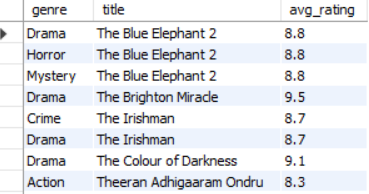 genre title avg_rating
Drama The Blue Elephant 2 8.8
Horror The Blue Elephant 2 8.8
Mystery The Blue Elephant 2 8.8
Drama The Brighton Miracle 9.5
Crime The Irishman 8.7
Drama The Irishman 8.7
Drama The Colour of Darkness 9.1
Action Theeran Adhigaaram Ondru 8.3